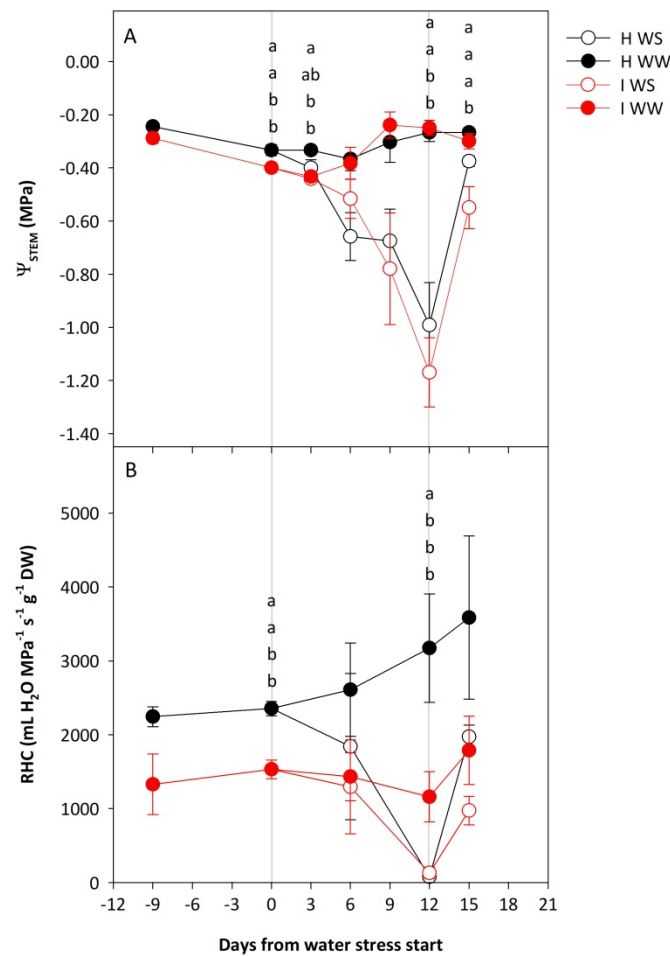 A
a a a a
a ab a a
b b b a
b b b b
0.00
-0.20
-0.40
-0.60
-0.80
-1.00
-1.20
-1.40
ΨSTEM (MPa)
H WS
H WW
I WS
I WW
B
a
b
b
b
a
a
b
b
5000
4000
3000
2000
1000
0
RHC (mL H₂O MPa⁻¹ s⁻¹ g⁻¹ DW)
-12 -9 -6 -3 0 3 6 9 12 15 18 21
Days from water stress start